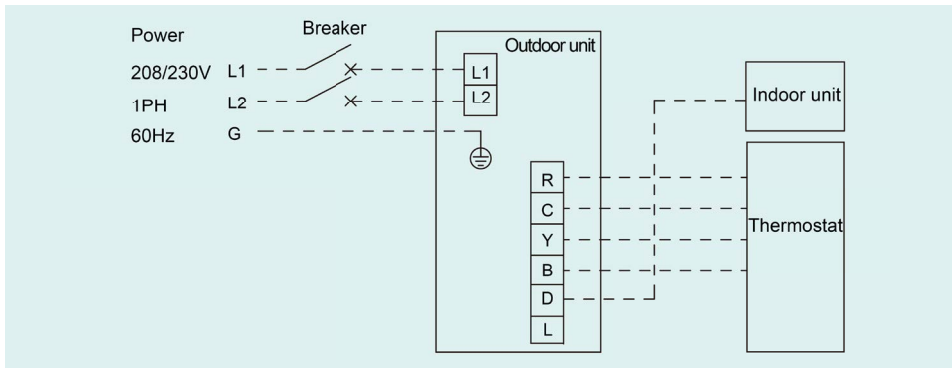 Power
Breaker
Outdoor unit
208/230V L1
L1
1PH L2
L2
Indoor unit
60Hz G
R
C
Thermostat
Y
B
D
L